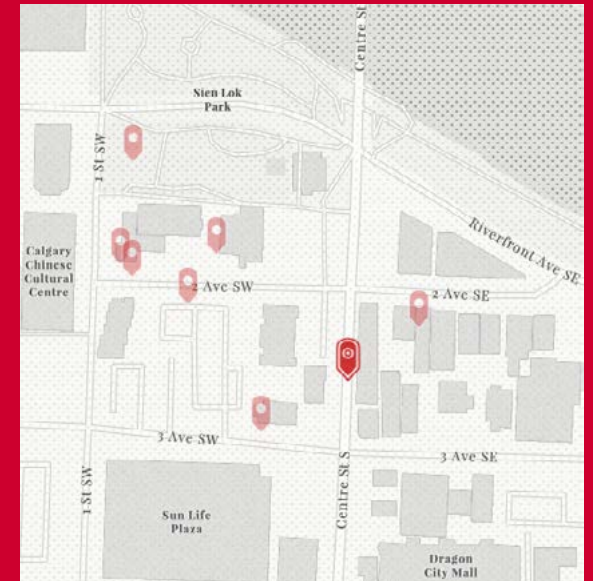 Centre St
Sien Lok
Park
1 St SW
Riverfront Ave SE
Calgary
Chinese
Cultural
Centre
2 Ave SW
2 Ave SE
3 Ave SW
3 Ave SE
1 St SW
Centre St S
Sun Life
Plaza
Dragon
City Mall